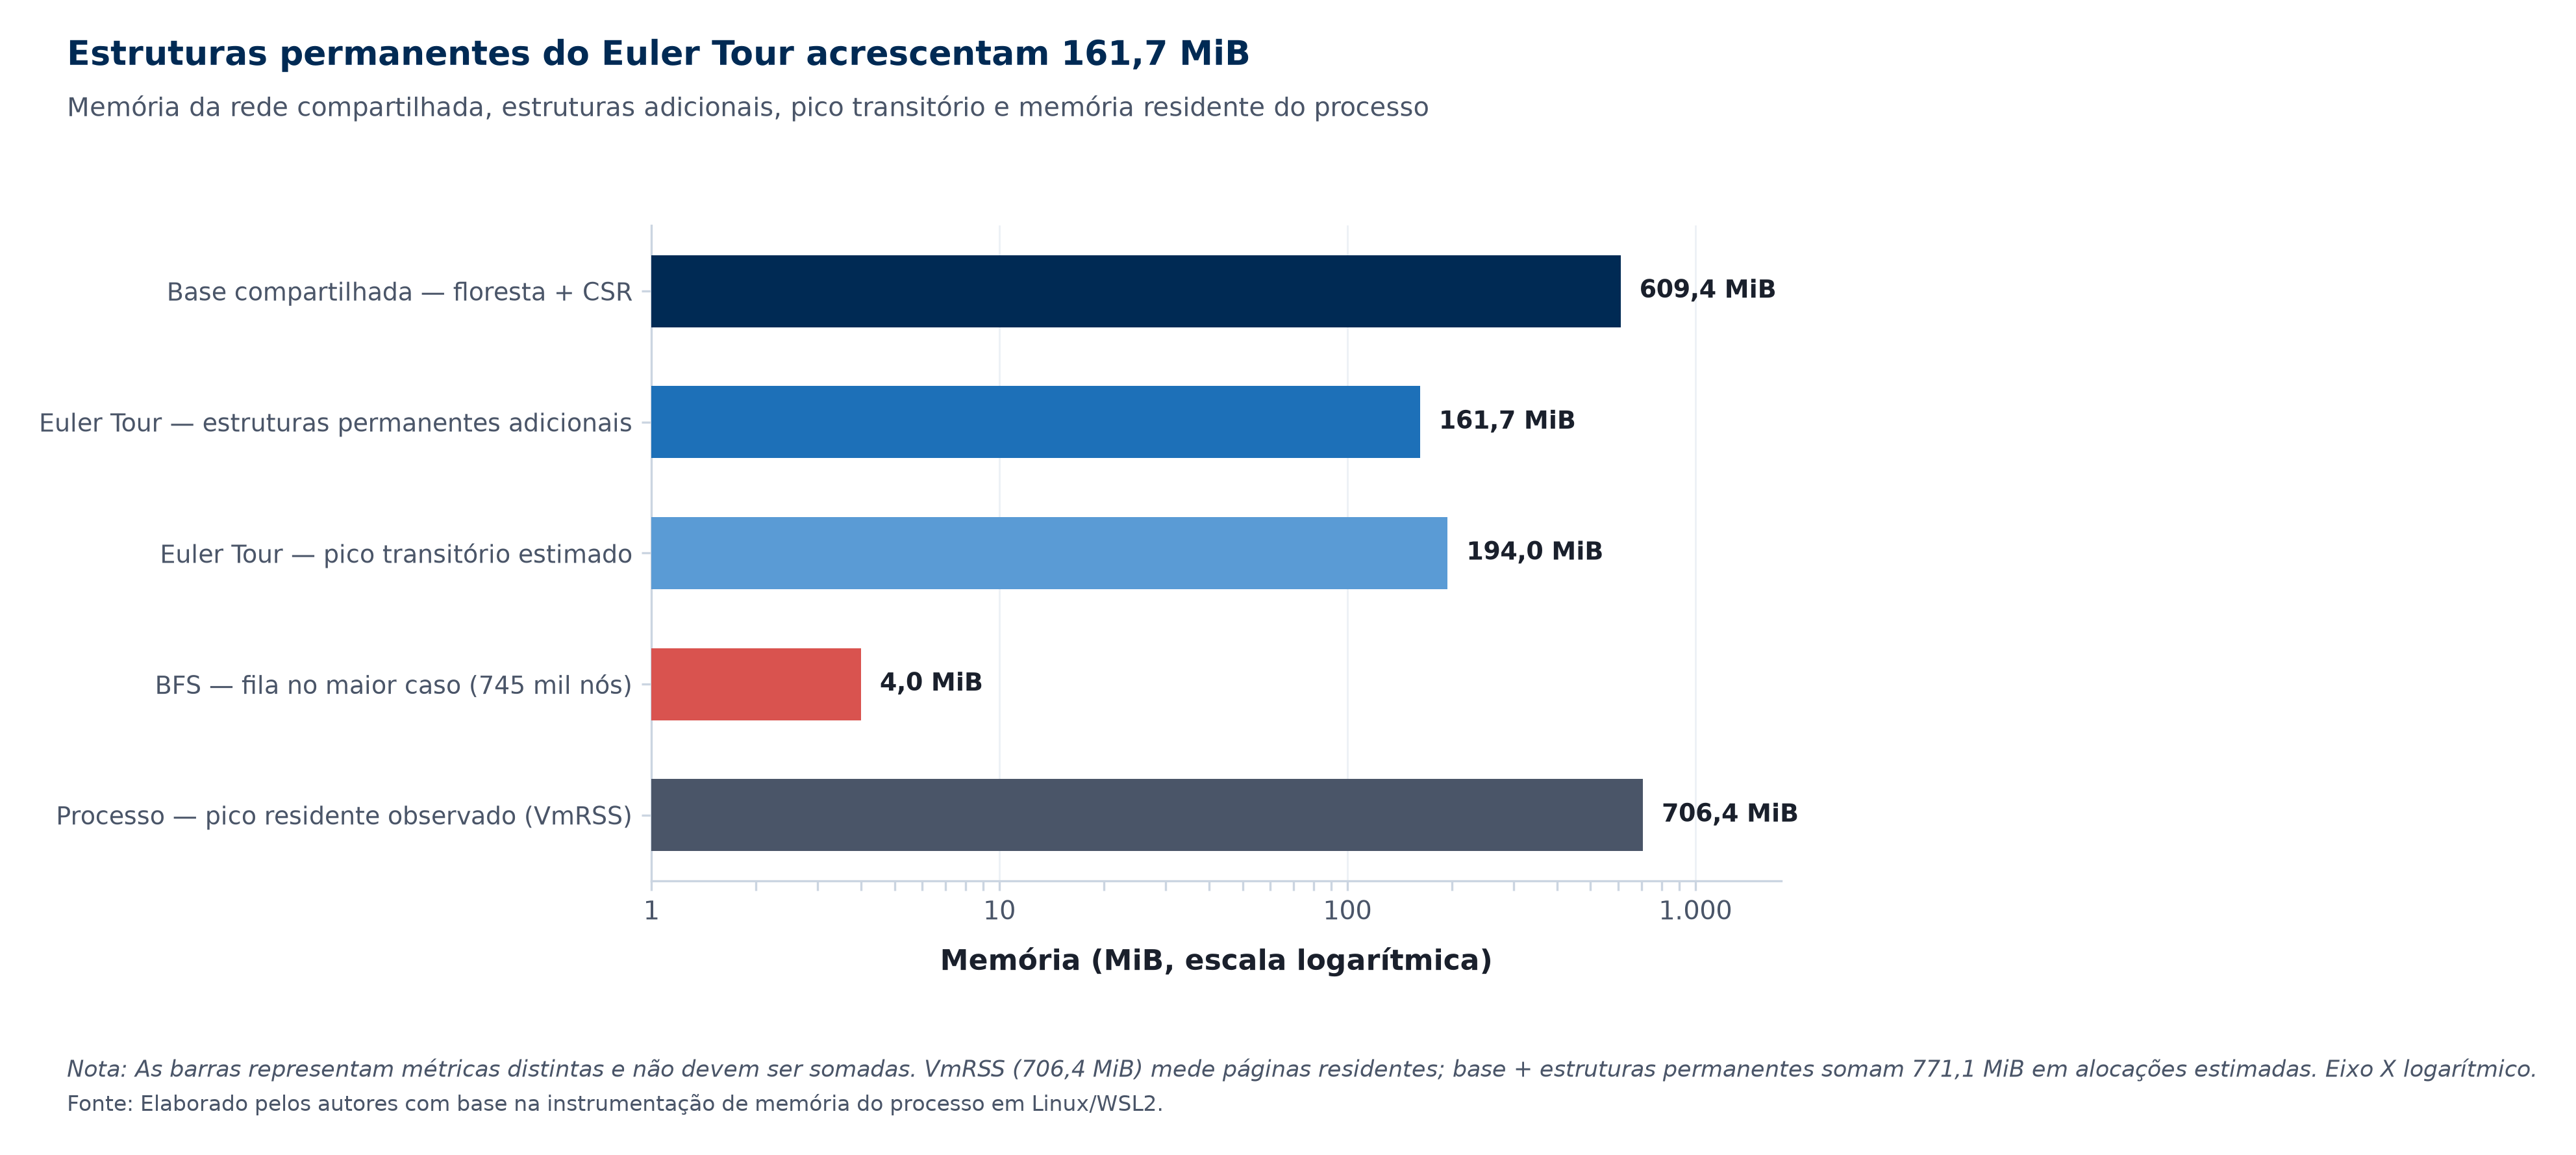 Estruturas permanentes do Euler Tour acrescentam 161,7 MiB
Memória da rede compartilhada, estruturas adicionais, pico transitório e memória residente do processo
Base compartilhada — floresta + CSR
609,4 MiB
Euler Tour — estruturas permanentes adicionais
161,7 MiB
Euler Tour — pico transitório estimado
194,0 MiB
BFS — fila no maior caso (745 mil nós)
4,0 MiB
Processo — pico residente observado (VmRSS)
706,4 MiB
1 10 100 1.000
Memória (MiB, escala logarítmica)
Nota: As barras representam métricas distintas e não devem ser somadas. VmRSS (706,4 MiB) mede páginas residentes; base + estruturas permanentes somam 771,1 MiB em alocações estimadas. Eixo X logarítmico.
Fonte: Elaborado pelos autores com base na instrumentação de memória do processo em Linux/WSL2.